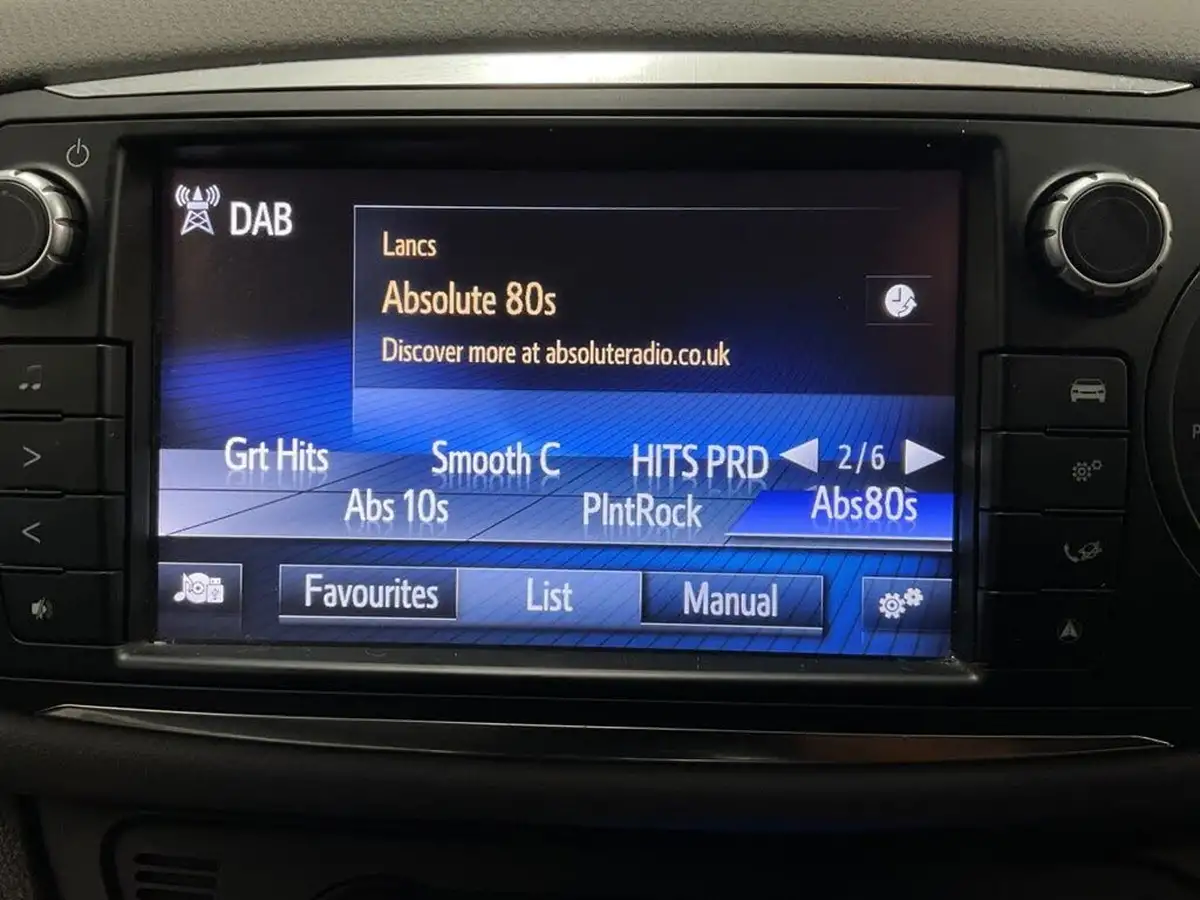 DAB
Lancs
Absolute 80s
Discover more at absoluteradio.co.uk
Grt Hits Smooth C HITS PRD 2/6
Abs 10s PlntRock Abs80s
Favourites List Manual